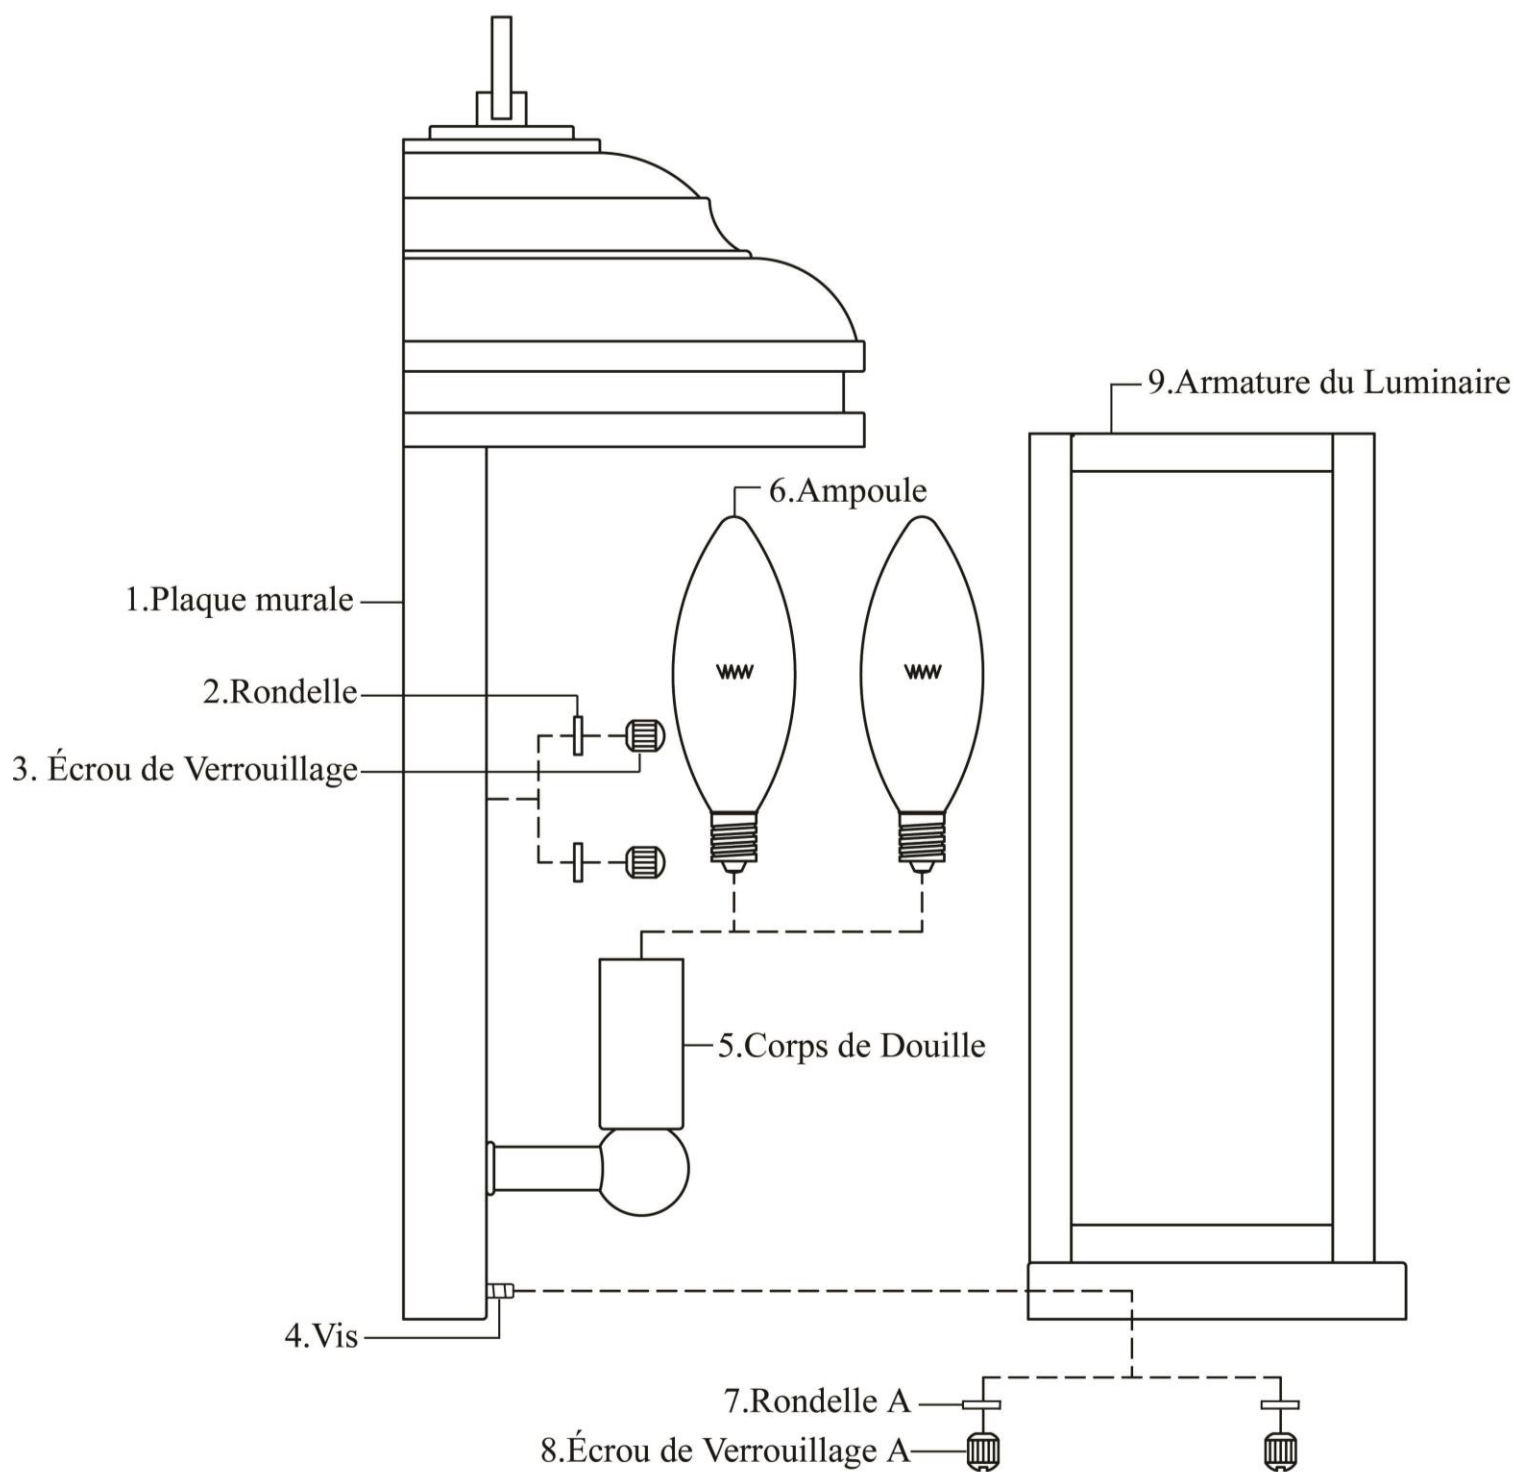 9.Armature du Luminaire
6.Ampoule
1.Plaque murale
2.Rondelle
3. Écrou de Verrouillage
5.Corps de Douille
4.Vis
7.Rondelle A
8.Écrou de Verrouillage A